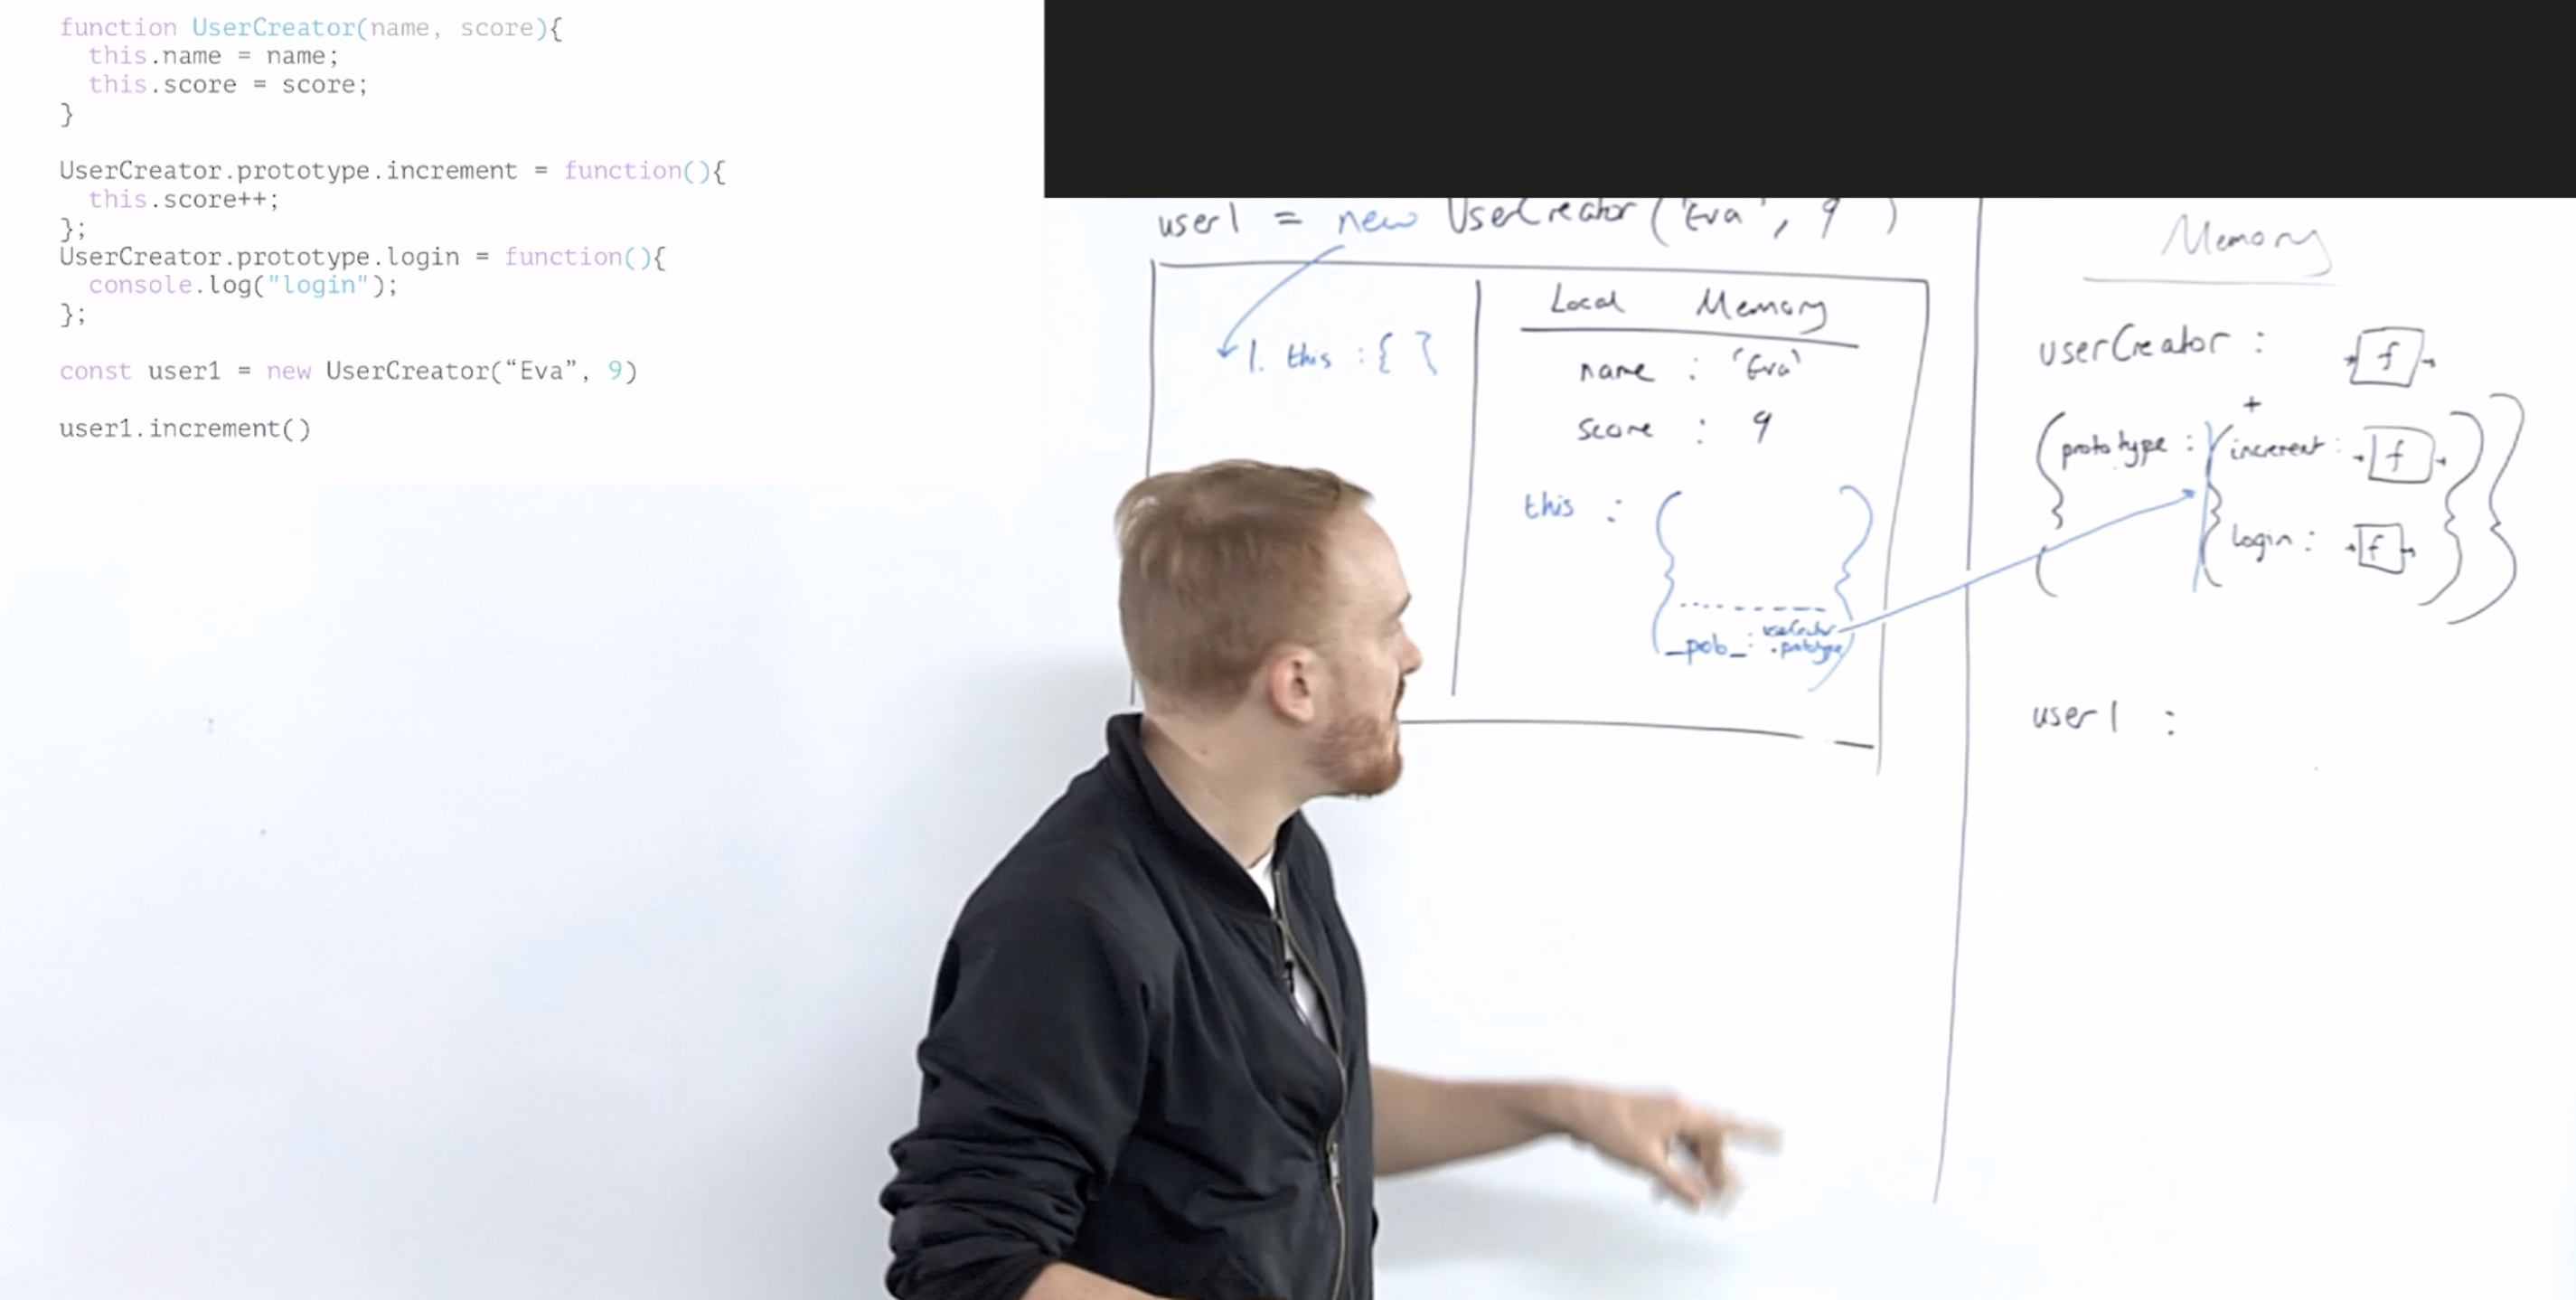 function UserCreator(name, score){
this.name = name;
this.score = score;
}
UserCreator.prototype.increment = function(){
this.score++;
};
UserCreator.prototype.login = function(){
console.log("login");
};
const user1 = new UserCreator(“Eva”, 9)
user1.increment()
user1 = new UserCreator ('Eva', 9)
1. this : { }
Local Memory
name : 'Eva'
score : 9
this : {
userCreator
.prototype
}
Memory
userCreator : f
+
{ prototype : { increment : f
login : f } }
user1 :